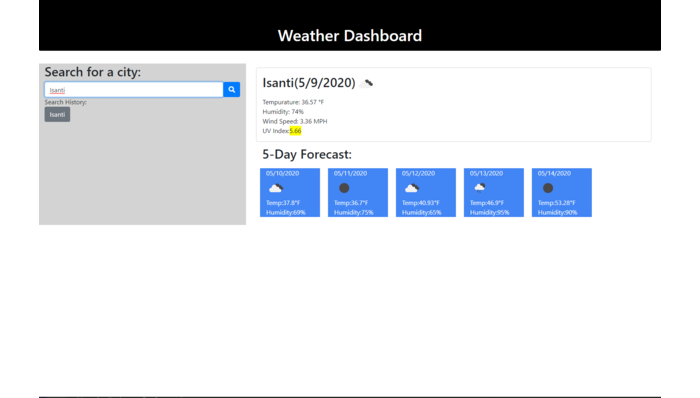 Weather Dashboard
Search for a city:
Isanti
Search History:
Isanti
Isanti(5/9/2020)
Tempurature: 36.57 °F
Humidity: 74%
Wind Speed: 3.36 MPH
UV Index:5.66
5-Day Forecast:
05/10/2020
Temp:37.8°F
Humidity:69%
05/11/2020
Temp:36.7°F
Humidity:75%
05/12/2020
Temp:40.93°F
Humidity:65%
05/13/2020
Temp:46.9°F
Humidity:95%
05/14/2020
Temp:53.28°F
Humidity:90%